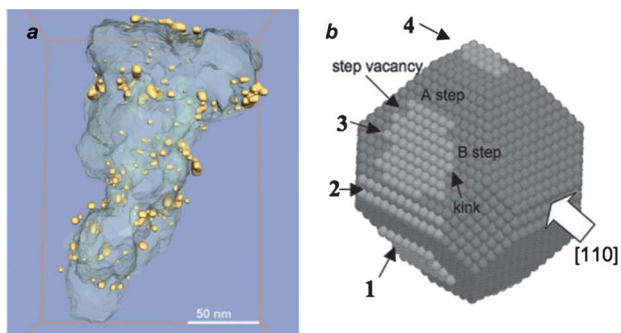 a
50 nm
b
4
step vacancy
A step
3
B step
2
kink
[110]
1